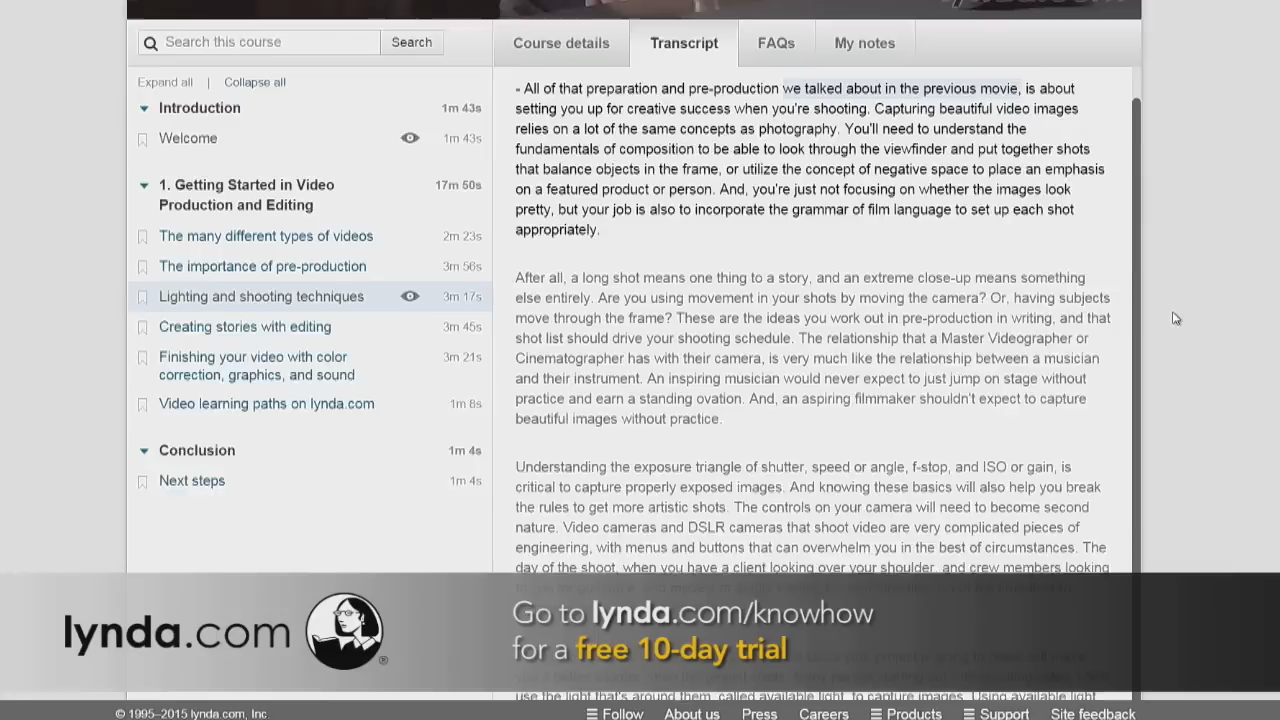 lynda.com
Search this course
Search
Course details
Transcript
FAQs
My notes
Expand all | Collapse all
Introduction 1m 43s
Welcome 1m 43s
1. Getting Started in Video 17m 50s
Production and Editing
The many different types of videos 2m 23s
The importance of pre-production 3m 56s
Lighting and shooting techniques 3m 17s
Creating stories with editing 3m 45s
Finishing your video with color 3m 21s
correction, graphics, and sound
Video learning paths on lynda.com 1m 8s
Conclusion 1m 4s
Next steps 1m 4s
- All of that preparation and pre-production we talked about in the previous movie, is about
setting you up for creative success when you're shooting. Capturing beautiful video images
relies on a lot of the same concepts as photography. You'll need to understand the
fundamentals of composition to be able to look through the viewfinder and put together shots
that balance objects in the frame, or utilize the concept of negative space to place an emphasis
on a featured product or person. And, you're just not focusing on whether the images look
pretty, but your job is also to incorporate the grammar of film language to set up each shot
appropriately.
After all, a long shot means one thing to a story, and an extreme close-up means something
else entirely. Are you using movement in your shots by moving the camera? Or, having subjects
move through the frame? These are the ideas you work out in pre-production in writing, and that
shot list should drive your shooting schedule. The relationship that a Master Videographer or
Cinematographer has with their camera, is very much like the relationship between a musician
and their instrument. An inspiring musician would never expect to just jump on stage without
practice and earn a standing ovation. And, an aspiring filmmaker shouldn't expect to capture
beautiful images without practice.
Understanding the exposure triangle of shutter, speed or angle, f-stop, and ISO or gain, is
critical to capture properly exposed images. And knowing these basics will also help you break
the rules to get more artistic shots. The controls on your camera will need to become second
nature. Video cameras and DSLR cameras that shoot video are very complicated pieces of
engineering, with menus and buttons that can overwhelm you in the best of circumstances. The
day of the shoot, when you have a client looking over your shoulder, and crew members looking
lynda.com ®
Go to lynda.com/knowhow
for a free 10-day trial
use the light that's around them, called available light, to capture images. Using available light
© 1995–2015 lynda.com, Inc.
Follow
About us
Press
Careers
Products
Support
Site feedback